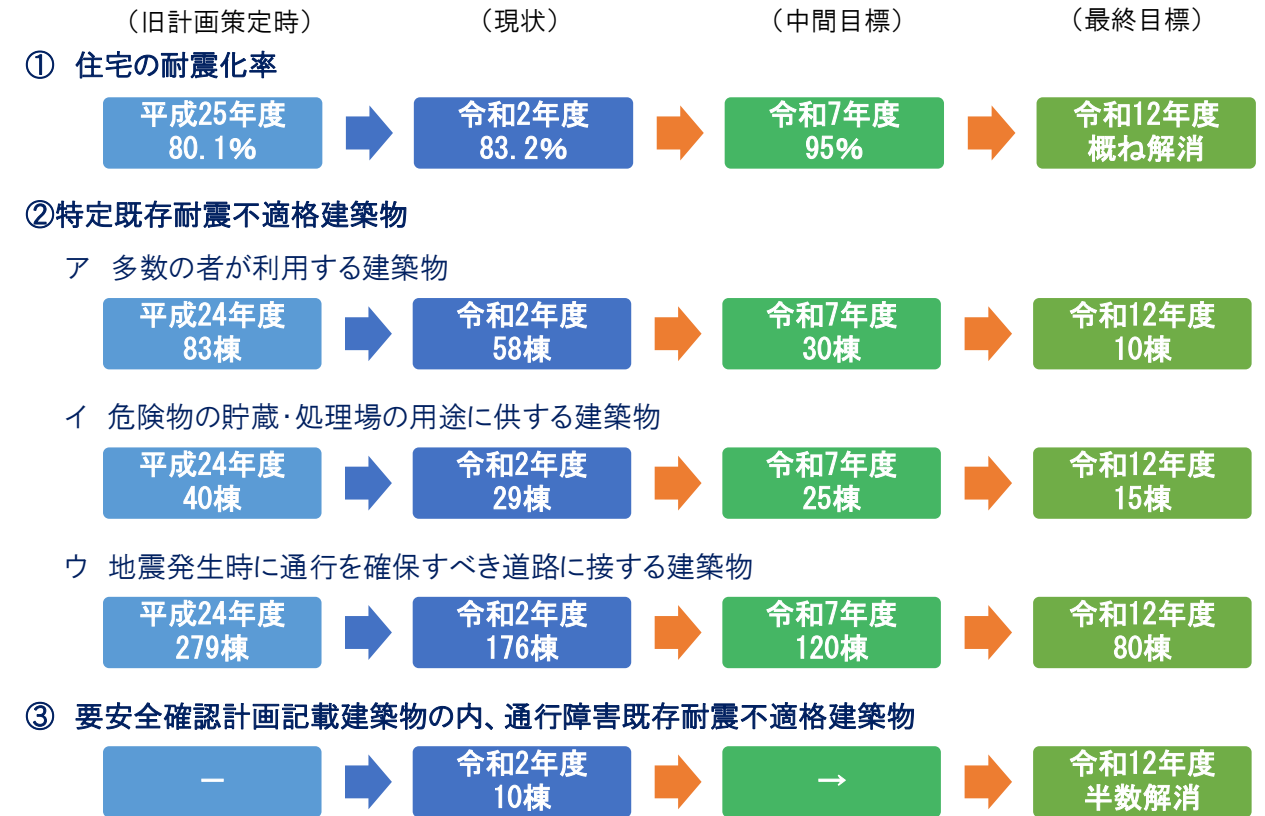 （旧計画策定時） （現状） （中間目標） （最終目標）
① 住宅の耐震化率
平成25年度 令和2年度 令和7年度 令和12年度
80.1% 83.2% 95% 概ね解消
②特定既存耐震不適格建築物
ア 多数の者が利用する建築物
平成24年度 令和2年度 令和7年度 令和12年度
83棟 58棟 30棟 10棟
イ 危険物の貯蔵・処理場の用途に供する建築物
平成24年度 令和2年度 令和7年度 令和12年度
40棟 29棟 25棟 15棟
ウ 地震発生時に通行を確保すべき道路に接する建築物
平成24年度 令和2年度 令和7年度 令和12年度
279棟 176棟 120棟 80棟
③ 要安全確認計画記載建築物の内、通行障害既存耐震不適格建築物
－ 令和2年度 → 令和12年度
10棟 半数解消